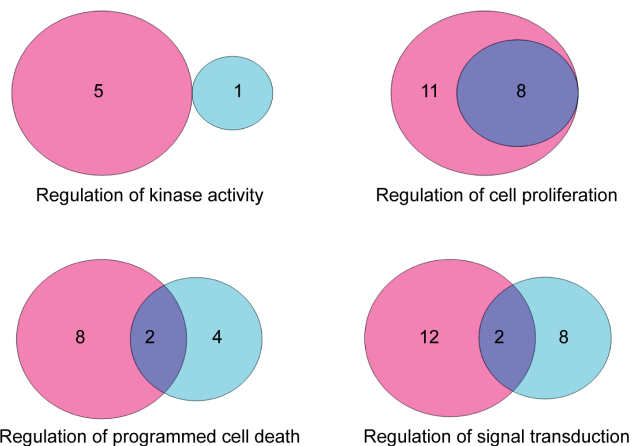 5
1
11
8
Regulation of kinase activity
Regulation of cell proliferation
8
2
4
12
2
8
Regulation of programmed cell death
Regulation of signal transduction